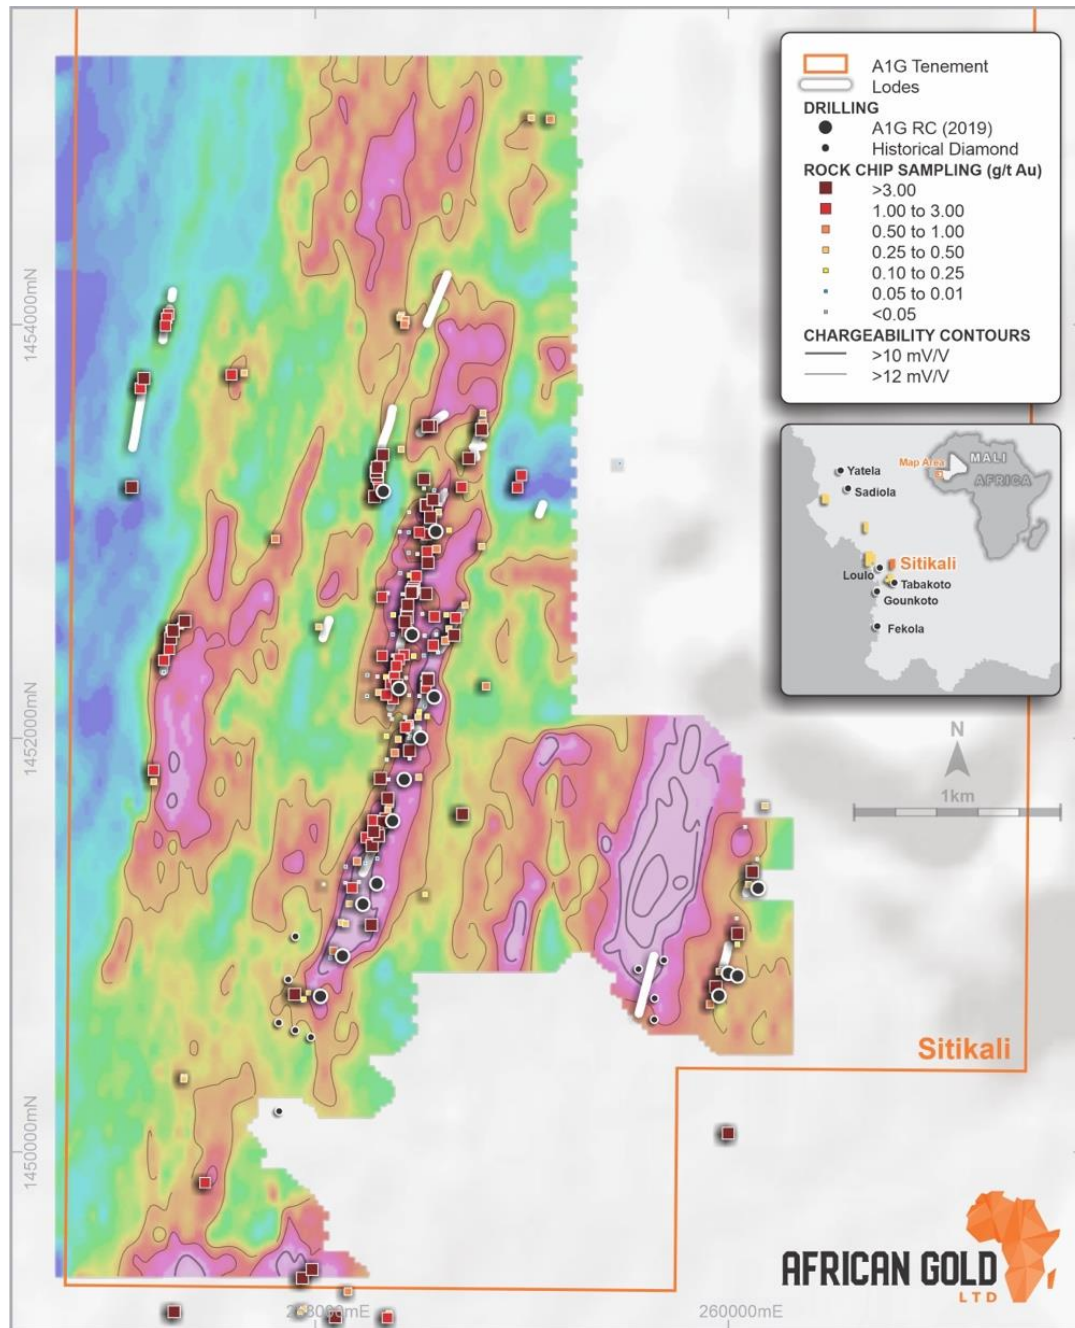 A1G Tenement
Lodes
DRILLING
A1G RC (2019)
Historical Diamond
ROCK CHIP SAMPLING (g/t Au)
>3.00
1.00 to 3.00
0.50 to 1.00
0.25 to 0.50
0.10 to 0.25
0.05 to 0.01
<0.05
CHARGEABILITY CONTOURS
>10 mV/V
>12 mV/V
1454000mN
Map Area
MALI
AFRICA
Yatela
Sadiola
Sitikali
Loulo
Tabakoto
Gounkoto
Fekola
1452000mN
N
1km
Sitikali
1450000mN
AFRICAN GOLD
LTD
260000mE